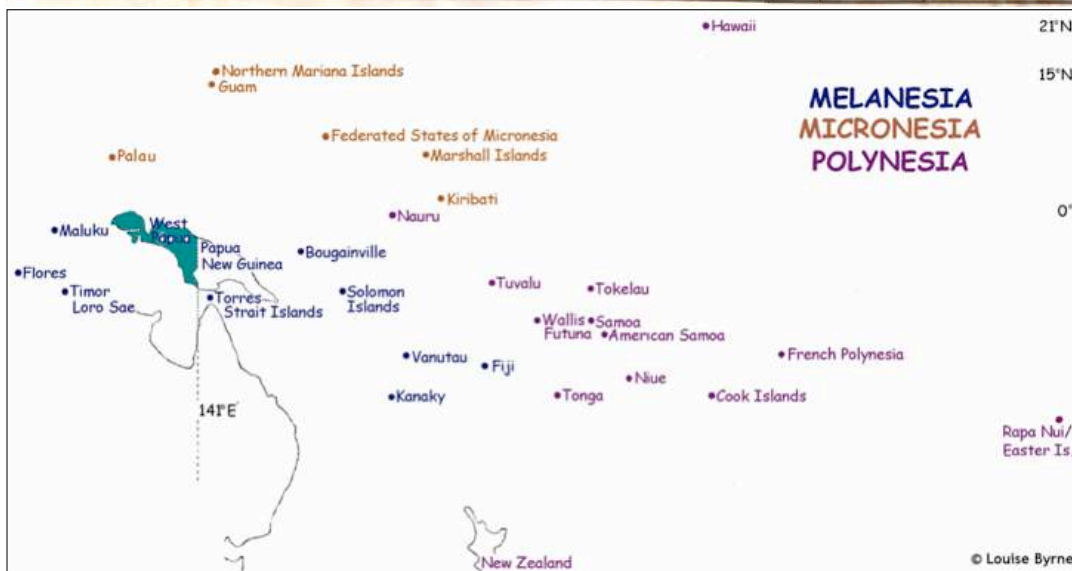 Hawaii
21°N
Northern Mariana Islands
Guam
15°N
MELANESIA
MICRONESIA
POLYNESIA
Federated States of Micronesia
Palau
Marshall Islands
Kiribati
0°
Nauru
Maluku
West
Papua
Papua
New Guinea
Bougainville
Flores
Timor
Loro Sae
Torres
Strait Islands
Solomon
Islands
Tuvalu
Tokelau
Wallis
Futuna
Samoa
American Samoa
Vanutau
Fiji
French Polynesia
Niue
Kanaky
Tonga
Cook Islands
141°E
Rapa Nui/
Easter Is.
New Zealand
© Louise Byrne